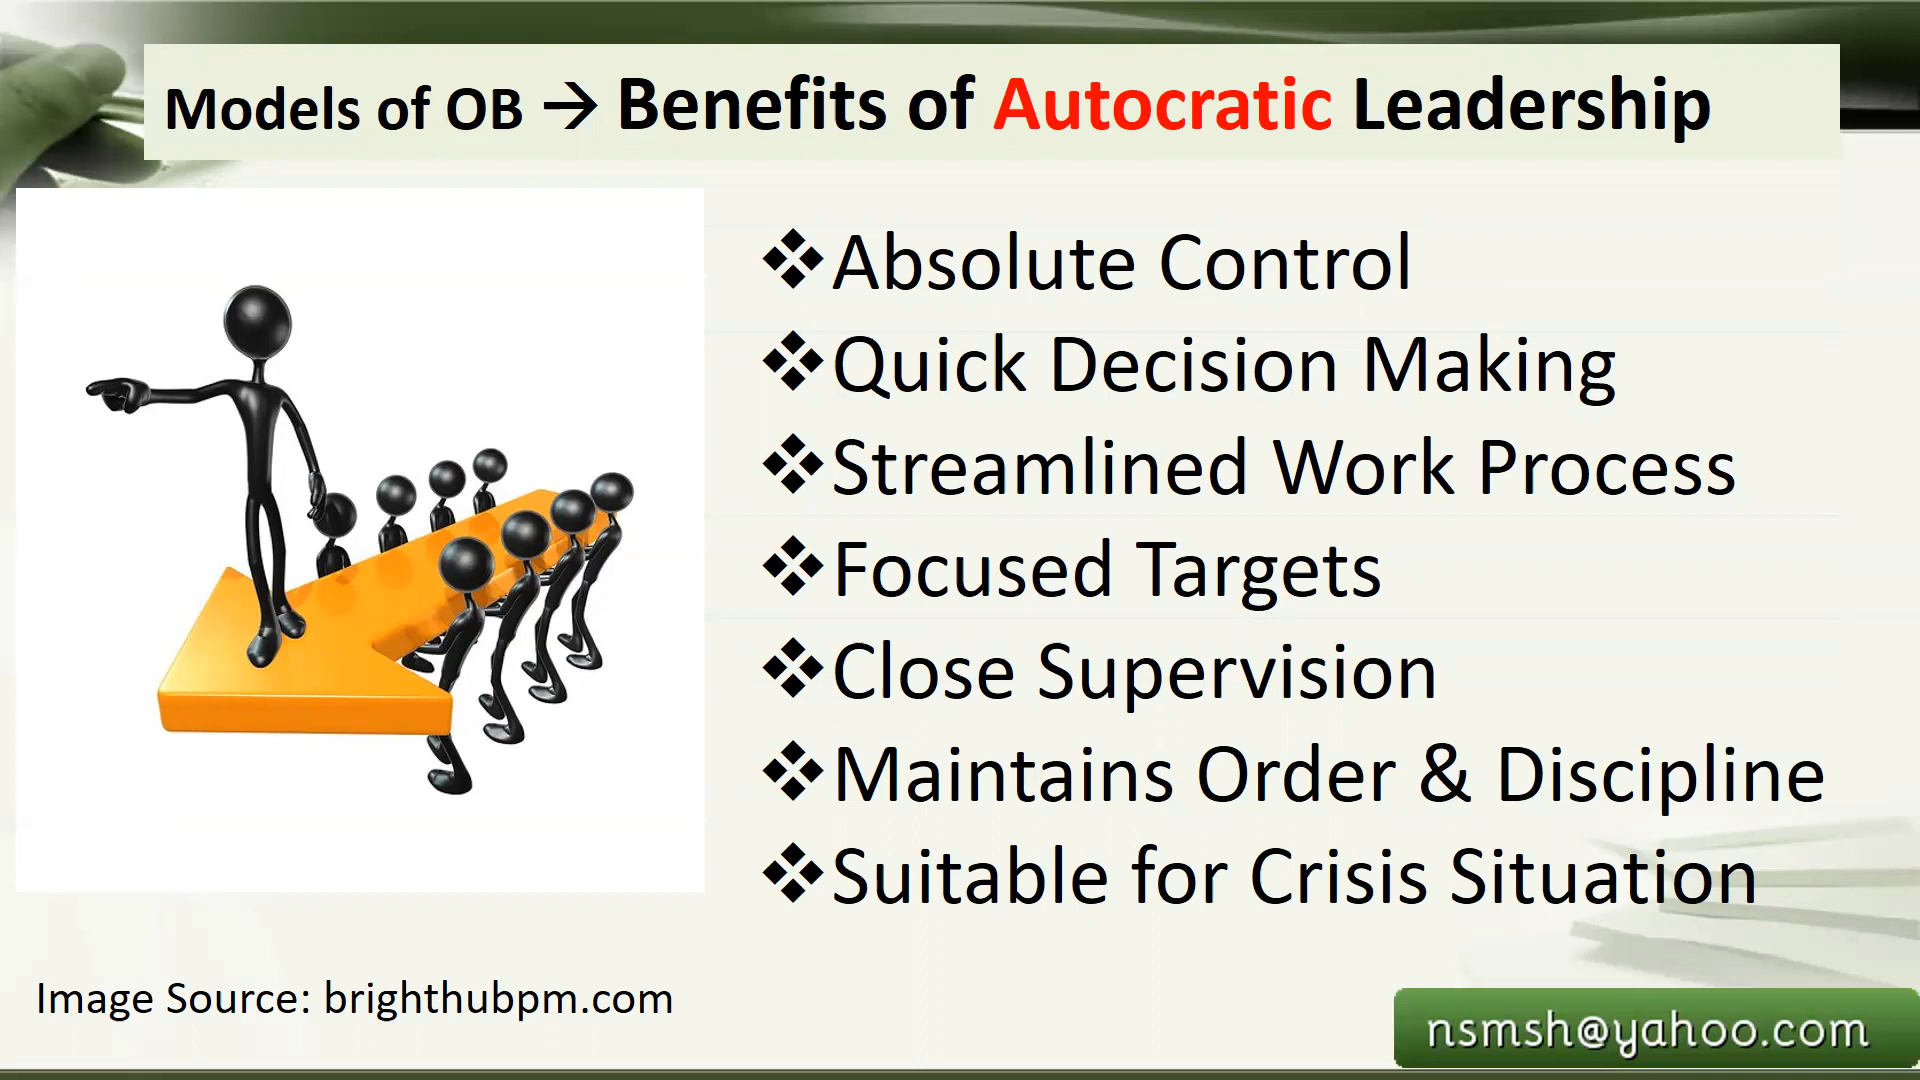 Models of OB → Benefits of Autocratic Leadership
❖Absolute Control
❖Quick Decision Making
❖Streamlined Work Process
❖Focused Targets
❖Close Supervision
❖Maintains Order & Discipline
❖Suitable for Crisis Situation
Image Source: brighthubpm.com
nsmsh@yahoo.com